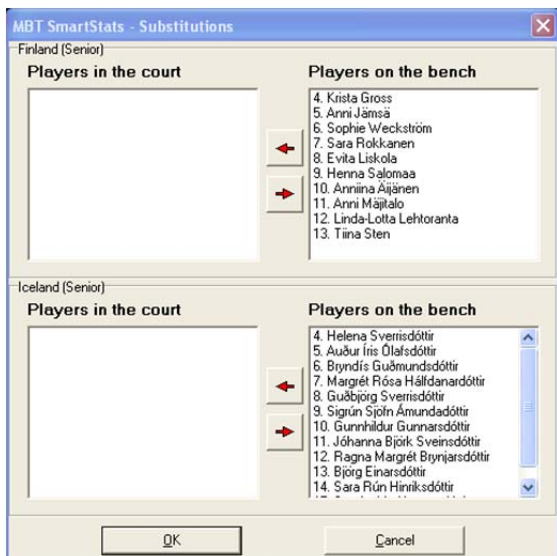 MBT SmartStats - Substitutions
Finland (Senior)
Players in the court
Players on the bench
4. Krista Gross
5. Anni Jämsä
6. Sophie Weckström
7. Sara Rokkanen
8. Evita Liskola
9. Henna Salomaa
10. Anniina Äijänen
11. Anni Mäjitalo
12. Linda-Lotta Lehtoranta
13. Tiina Sten
Iceland (Senior)
Players in the court
Players on the bench
4. Helena Sverrisdóttir
5. Auður Íris Ólafsdóttir
6. Bryndís Guðmundsdóttir
7. Margrét Rósa Hálfdanardóttir
8. Guðbjörg Sverrisdóttir
9. Sigrún Sjöfn Ámundadóttir
10. Gunnhildur Gunnarsdóttir
11. Jóhanna Björk Sveinsdóttir
12. Ragna Margrét Brynjarsdóttir
13. Björg Einarsdóttir
14. Sara Rún Hinriksdóttir
OK
Cancel